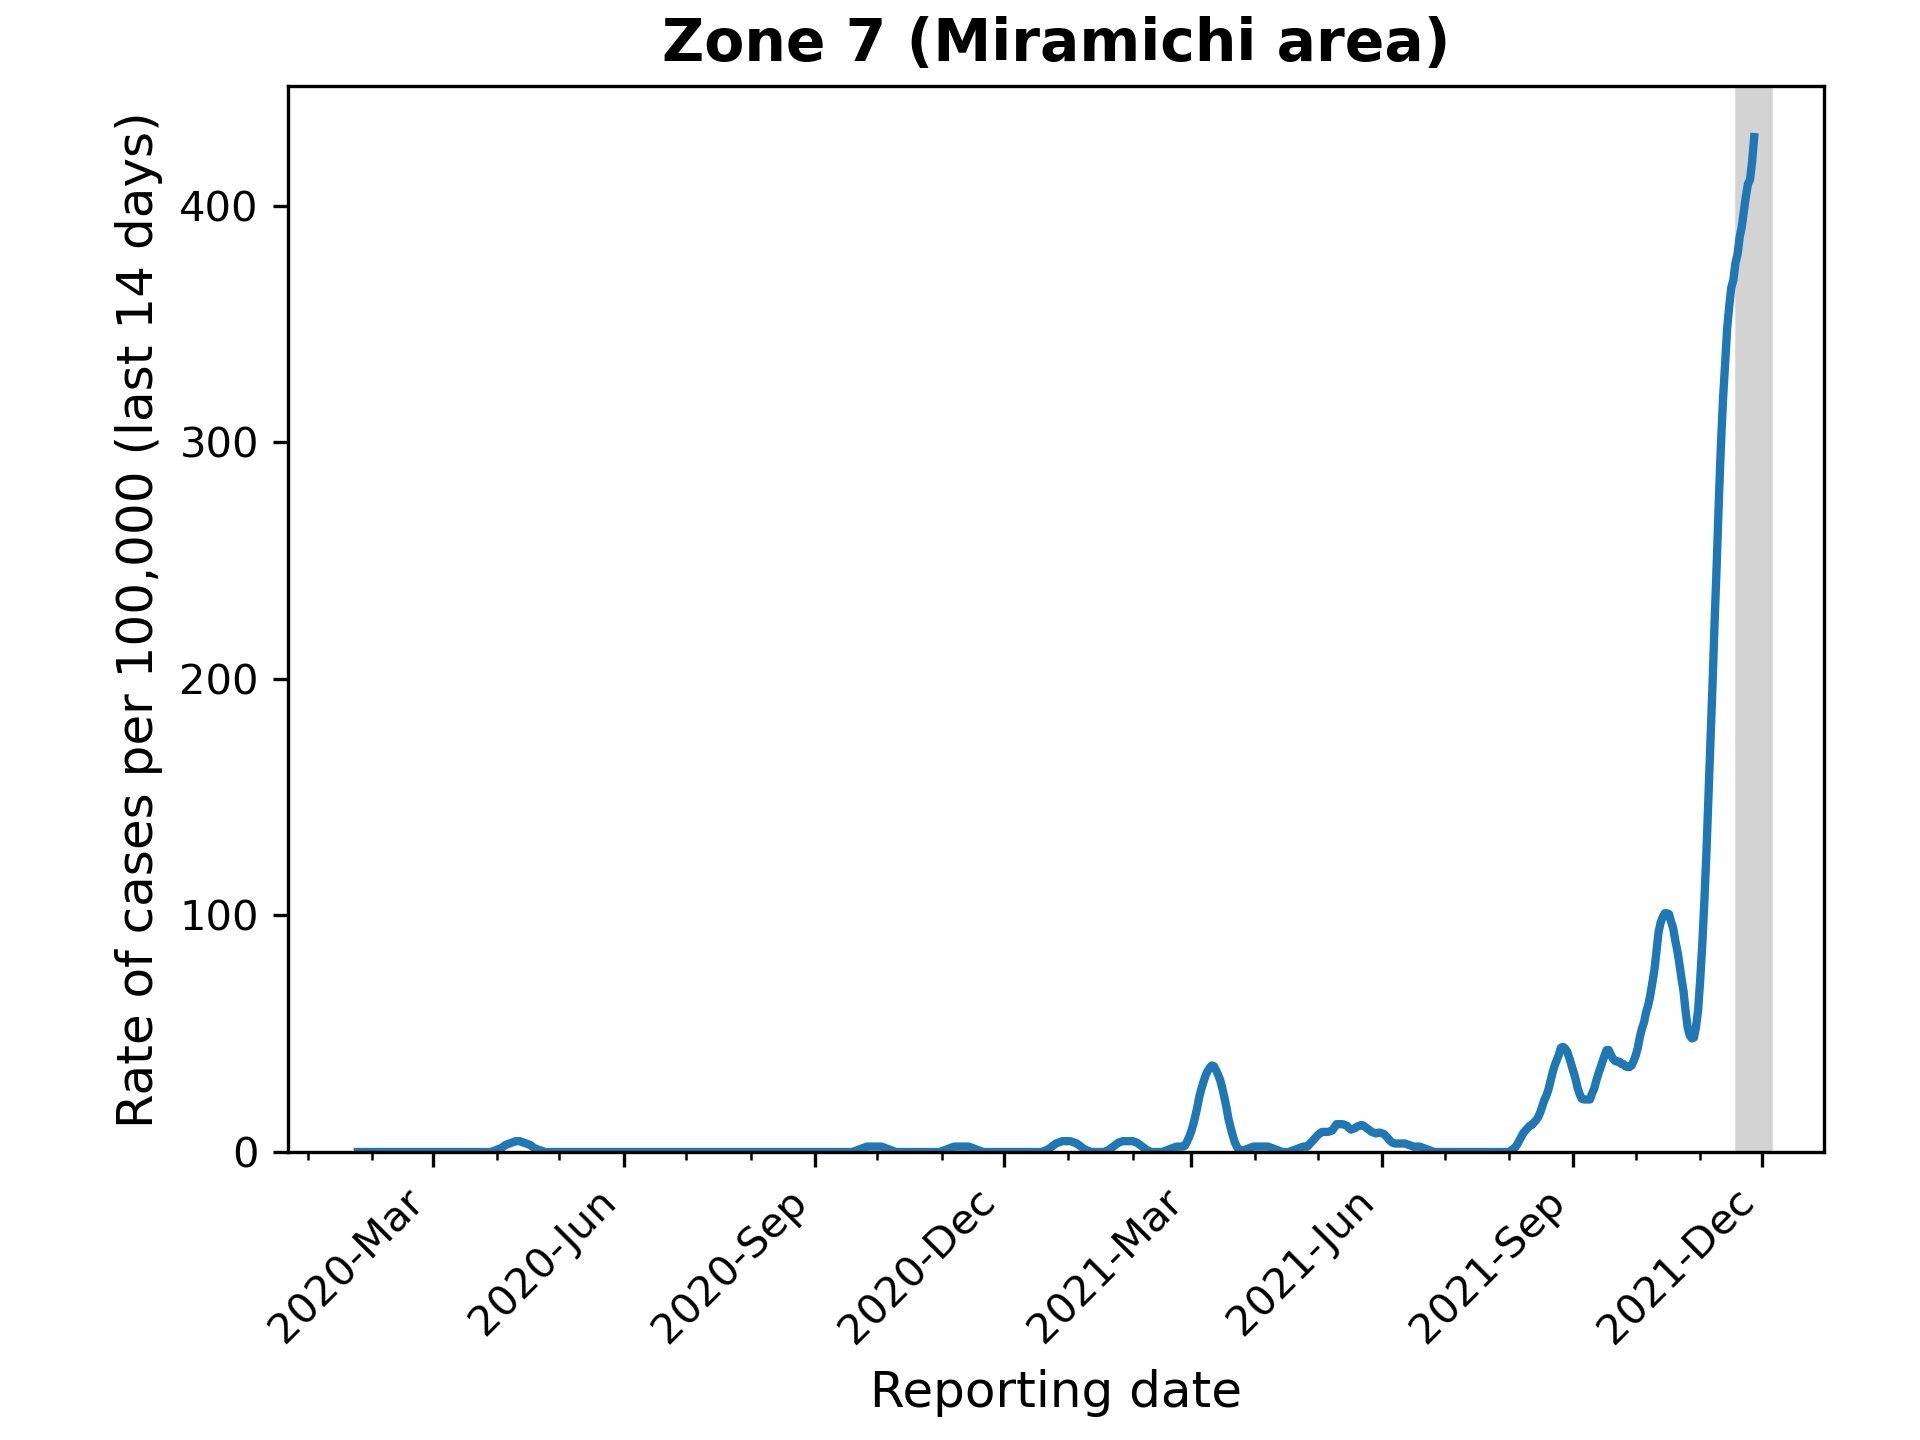 Zone 7 (Miramichi area)
Rate of cases per 100,000 (last 14 days)
400
300
200
100
0
2020-Mar
2020-Jun
2020-Sep
2020-Dec
2021-Mar
2021-Jun
2021-Sep
2021-Dec
Reporting date